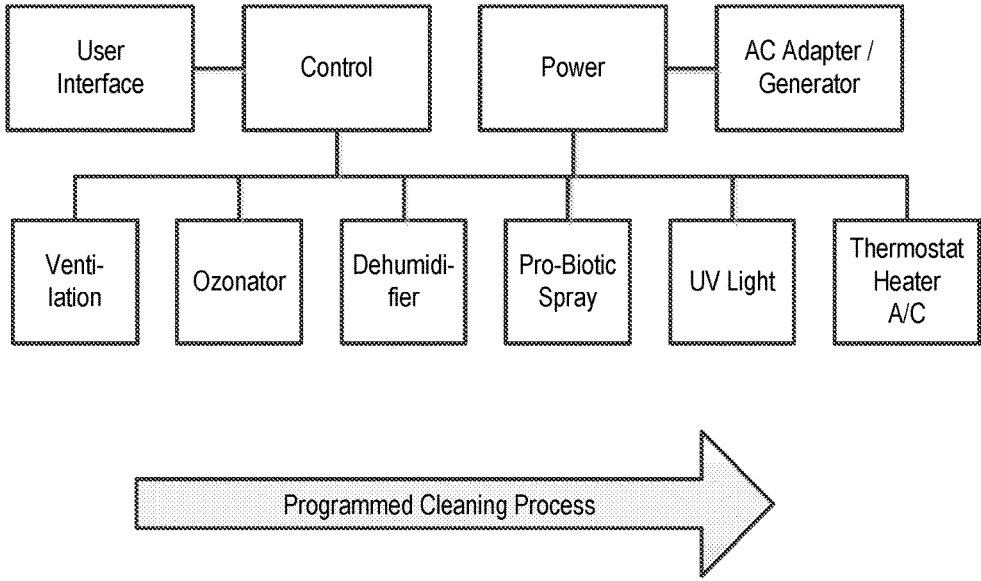 User
Interface
Control
Power
AC Adapter /
Generator
Venti-
lation
Ozonator
Dehumidi-
fier
Pro-Biotic
Spray
UV Light
Thermostat
Heater
A/C
Programmed Cleaning Process